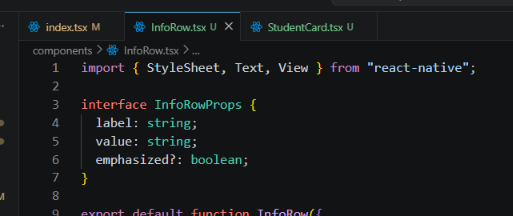 index.tsx M
InfoRow.tsx U
StudentCard.tsx U
components > InfoRow.tsx > ...
1 import { StyleSheet, Text, View } from "react-native";
2
3 interface InfoRowProps {
4 label: string;
5 value: string;
6 emphasized?: boolean;
7 }
8
9 export default function InfoRow({